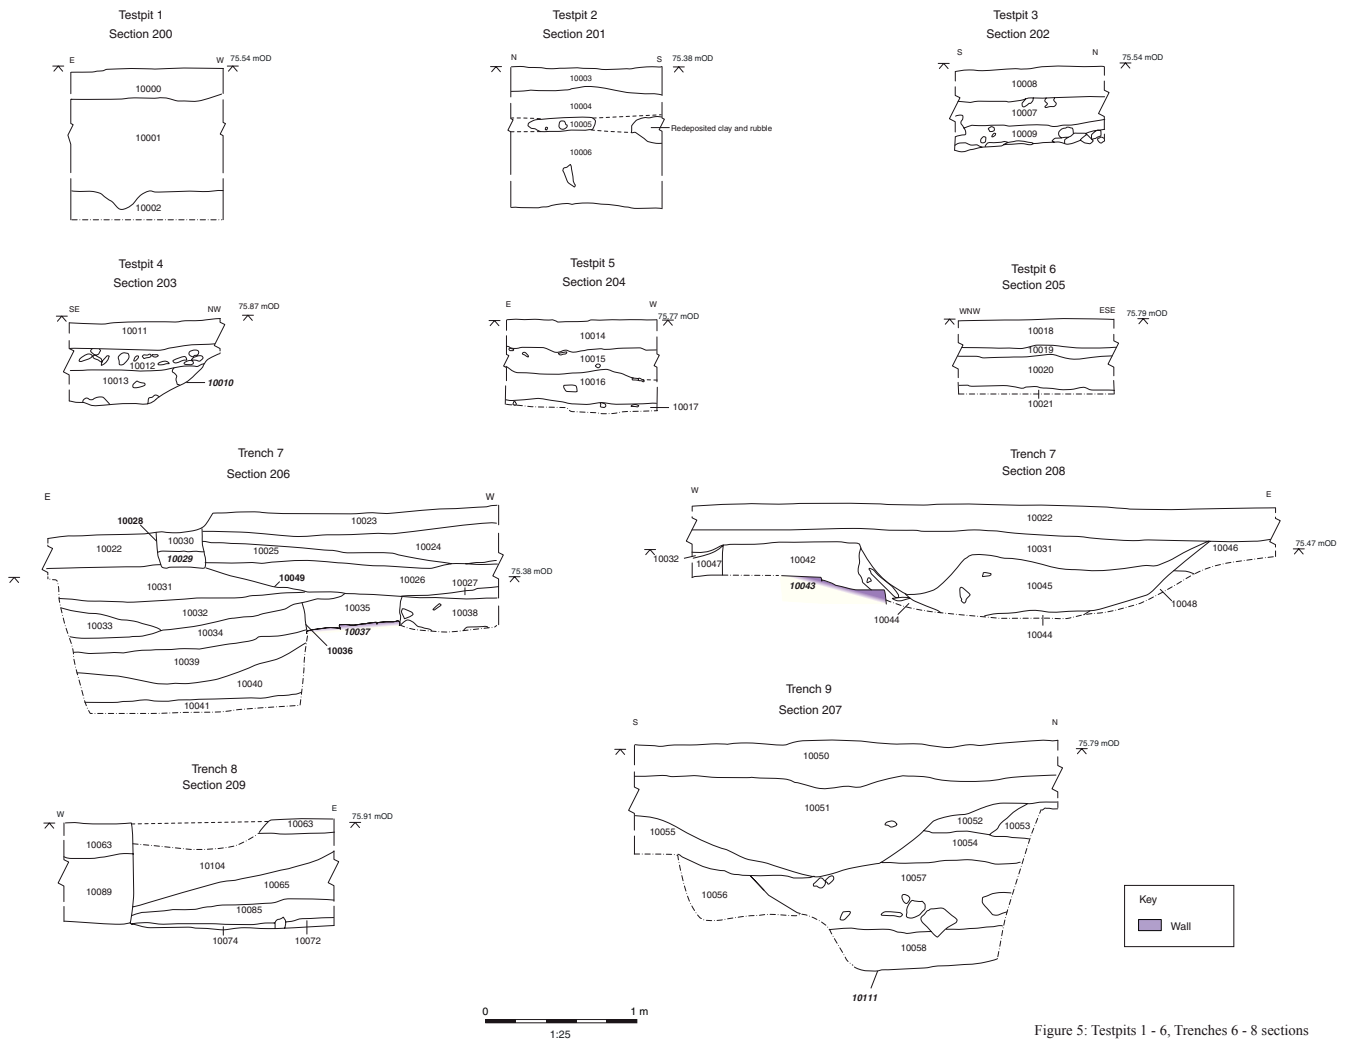 Testpit 1
Section 200
E
W
75.54 mOD
10000
10001
10002
Testpit 2
Section 201
N
S
75.38 mOD
10003
10004
10005
Redeposited clay and rubble
10006
Testpit 3
Section 202
S
N
75.54 mOD
10008
10007
10009
Testpit 4
Section 203
SE
NW
75.87 mOD
10011
10012
10013
10010
Testpit 5
Section 204
E
W
75.77 mOD
10014
10015
10016
10017
Testpit 6
Section 205
WNW
ESE
75.79 mOD
10018
10019
10020
10021
Trench 7
Section 206
E
W
10028
10023
10030
10022
10029
10025
10024
10031
10049
10026
10027
75.38 mOD
10032
10035
10038
10033
10034
10037
10036
10039
10040
10041
Trench 7
Section 208
W
E
10022
10032
10047
10042
10031
10046
75.47 mOD
10043
10045
10048
10044
10044
Trench 9
Section 207
S
N
75.79 mOD
10050
10051
10052
10053
10055
10054
10057
10056
10058
10111
Trench 8
Section 209
W
E
75.91 mOD
10063
10063
10104
10089
10065
10085
10074
10072
Key
Wall
0
1 m
1:25
Figure 5: Testpits 1 - 6, Trenches 6 - 8 sections